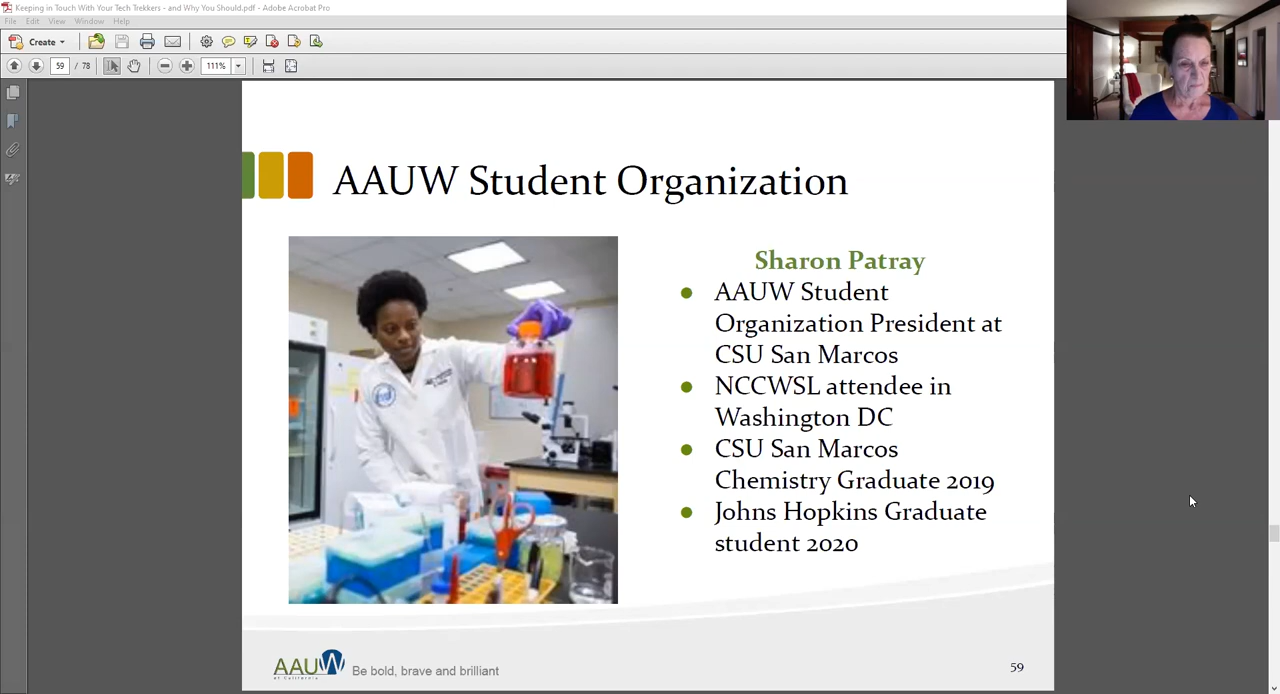 Keeping in Touch With Your Tech Trekkers - and Why You Should.pdf - Adobe Acrobat Pro
File Edit View Window Help
Create
59 / 78
111%
AAUW Student Organization
Sharon Patray
● AAUW Student
Organization President at
CSU San Marcos
● NCCWSL attendee in
Washington DC
● CSU San Marcos
Chemistry Graduate 2019
● Johns Hopkins Graduate
student 2020
AAUW
of California
Be bold, brave and brilliant
59